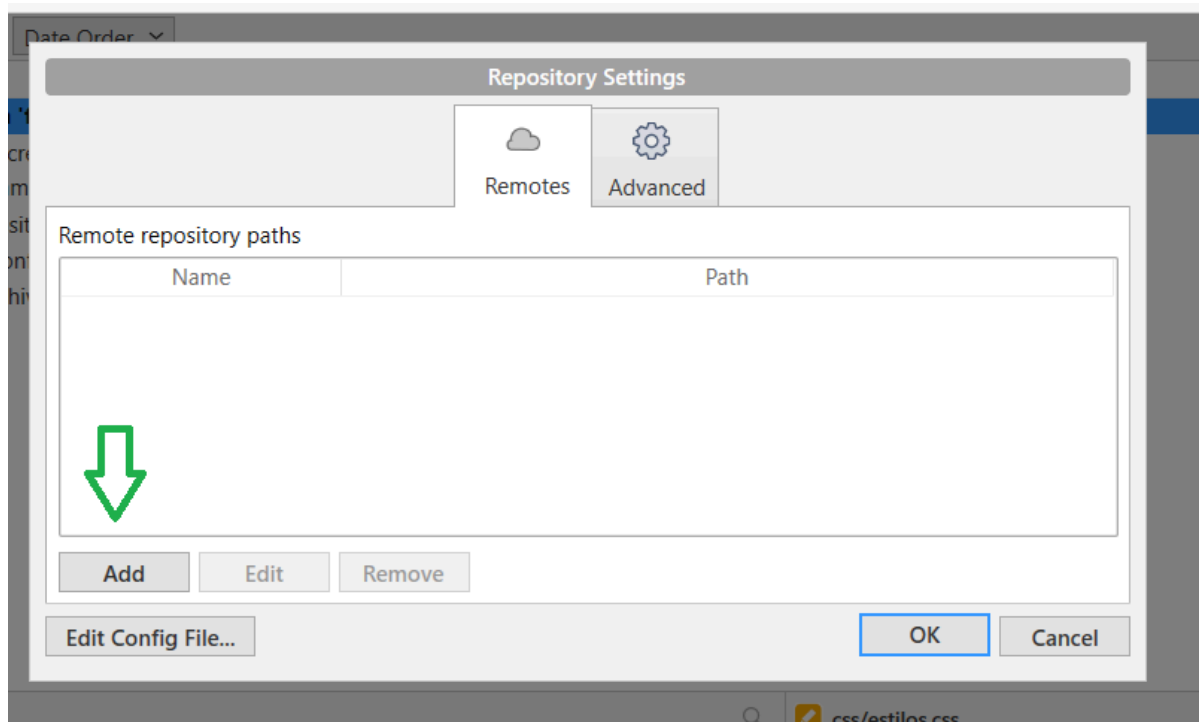 Date Order
Repository Settings
Remotes
Advanced
Remote repository paths
Name Path
Add Edit Remove
Edit Config File... OK Cancel
css/estilos.css